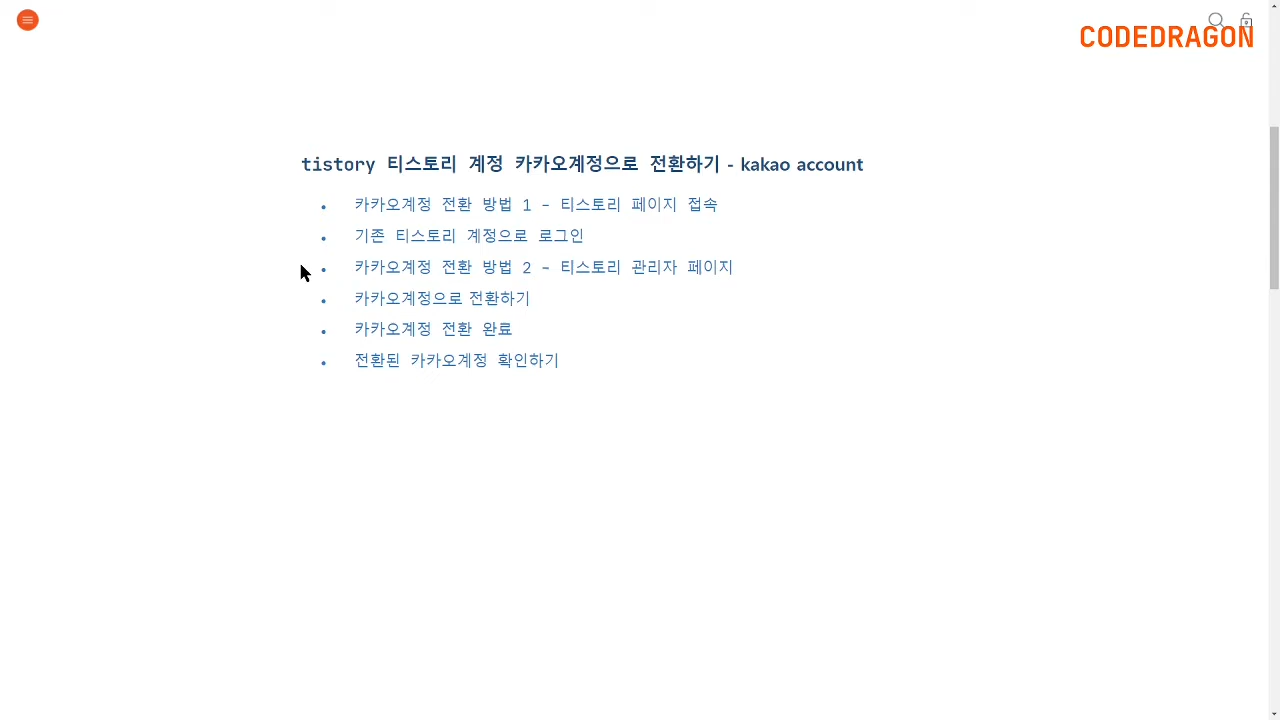 CODEDRAGON
tistory 티스토리 계정 카카오계정으로 전환하기 - kakao account
• 카카오계정 전환 방법 1 - 티스토리 페이지 접속
• 기존 티스토리 계정으로 로그인
• 카카오계정 전환 방법 2 - 티스토리 관리자 페이지
• 카카오계정으로 전환하기
• 카카오계정 전환 완료
• 전환된 카카오계정 확인하기